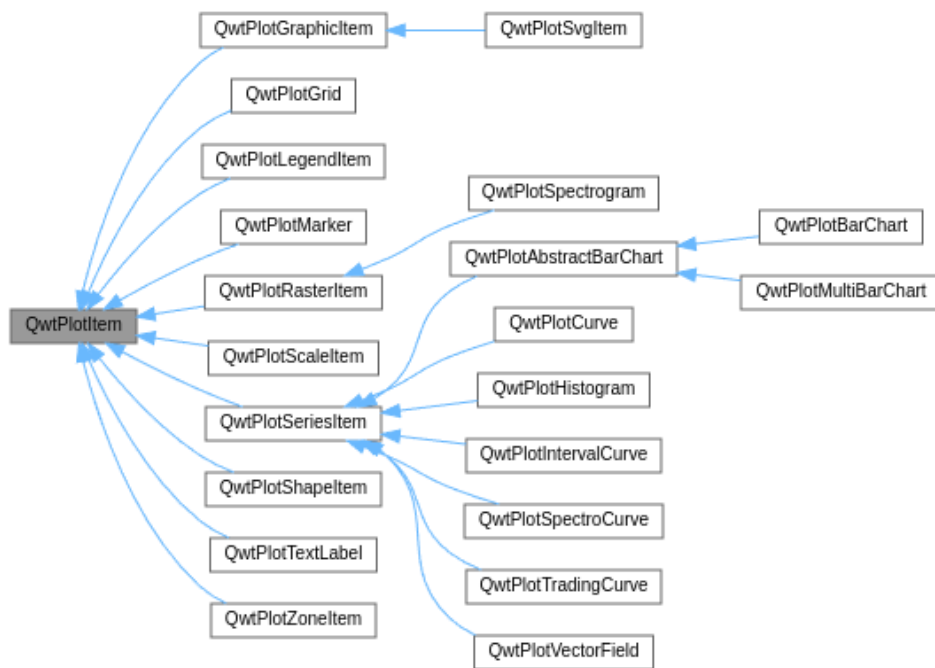 QwtPlotGraphicItem
QwtPlotSvgItem
QwtPlotGrid
QwtPlotLegendItem
QwtPlotSpectrogram
QwtPlotMarker
QwtPlotBarChart
QwtPlotAbstractBarChart
QwtPlotRasterItem
QwtPlotMultiBarChart
QwtPlotItem
QwtPlotCurve
QwtPlotScaleItem
QwtPlotHistogram
QwtPlotSeriesItem
QwtPlotIntervalCurve
QwtPlotShapeItem
QwtPlotSpectroCurve
QwtPlotTextLabel
QwtPlotTradingCurve
QwtPlotZoneItem
QwtPlotVectorField